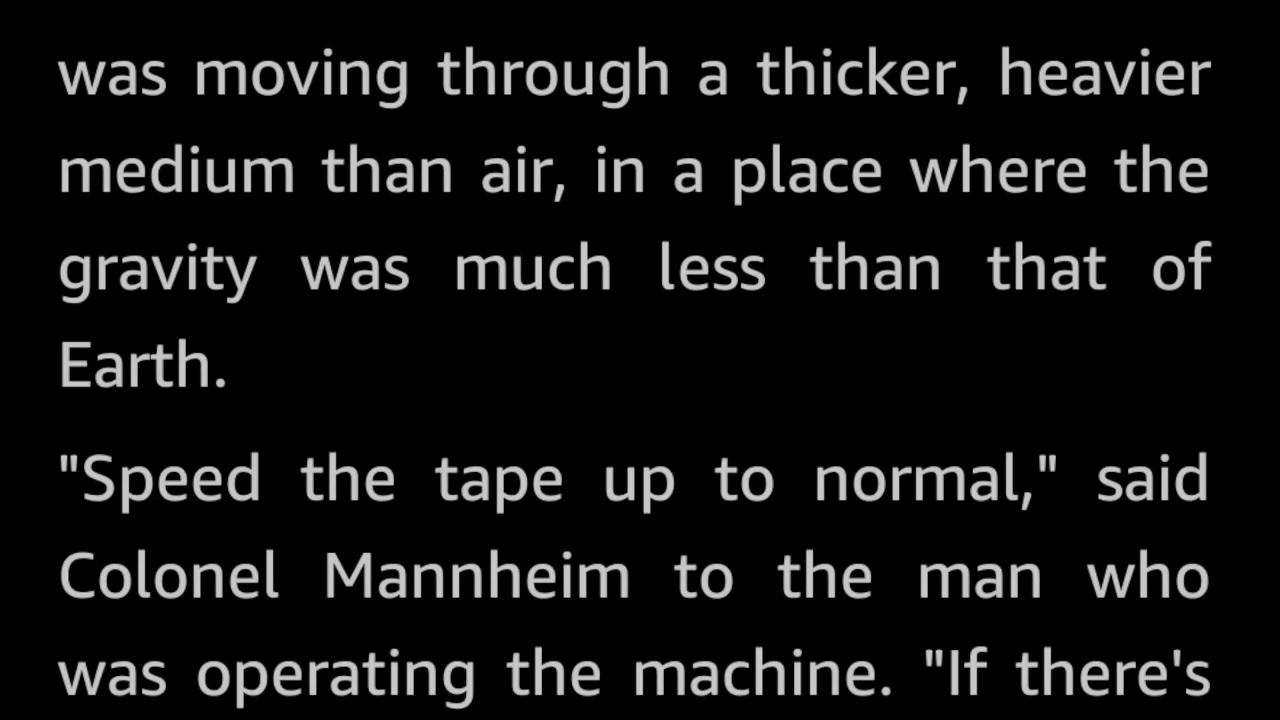 was moving through a thicker, heavier
medium than air, in a place where the
gravity was much less than that of
Earth.
"Speed the tape up to normal," said
Colonel Mannheim to the man who
was operating the machine. "If there's